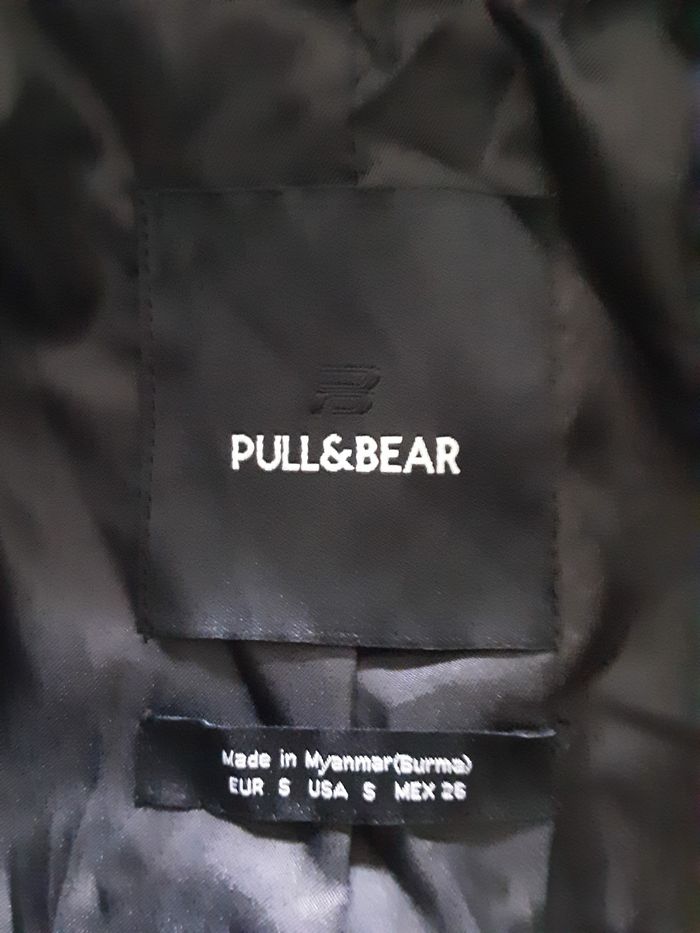 PULL&BEAR
Made in Myanmar(Burma)
EUR S USA S MEX 26